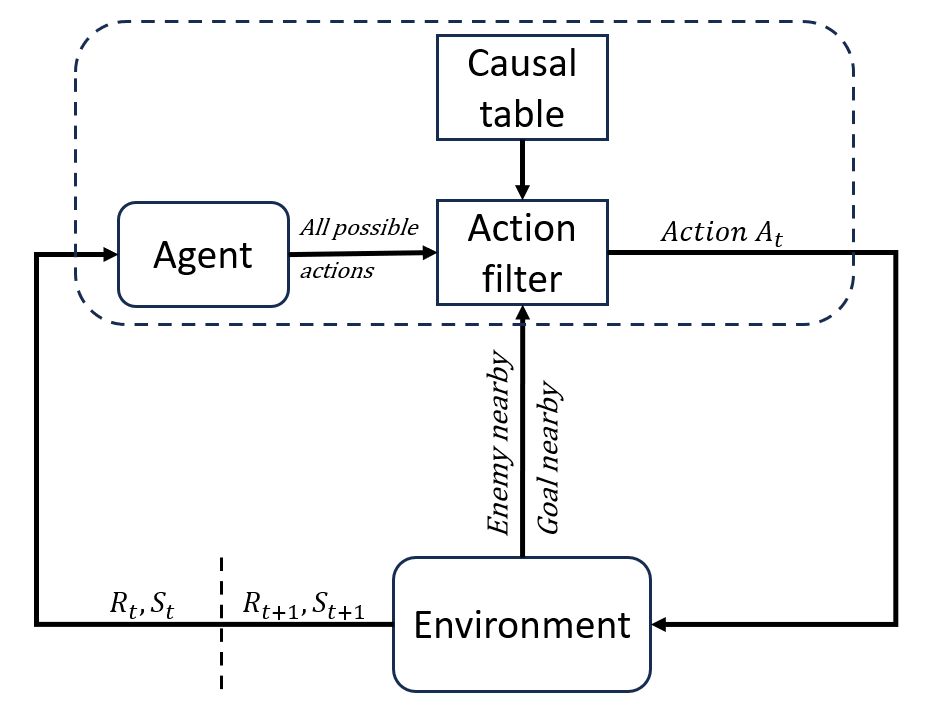 Causal
table
Agent
All possible
actions
Action
filter
Action A_t
Enemy nearby
Goal nearby
R_t, S_t
R_{t+1}, S_{t+1}
Environment